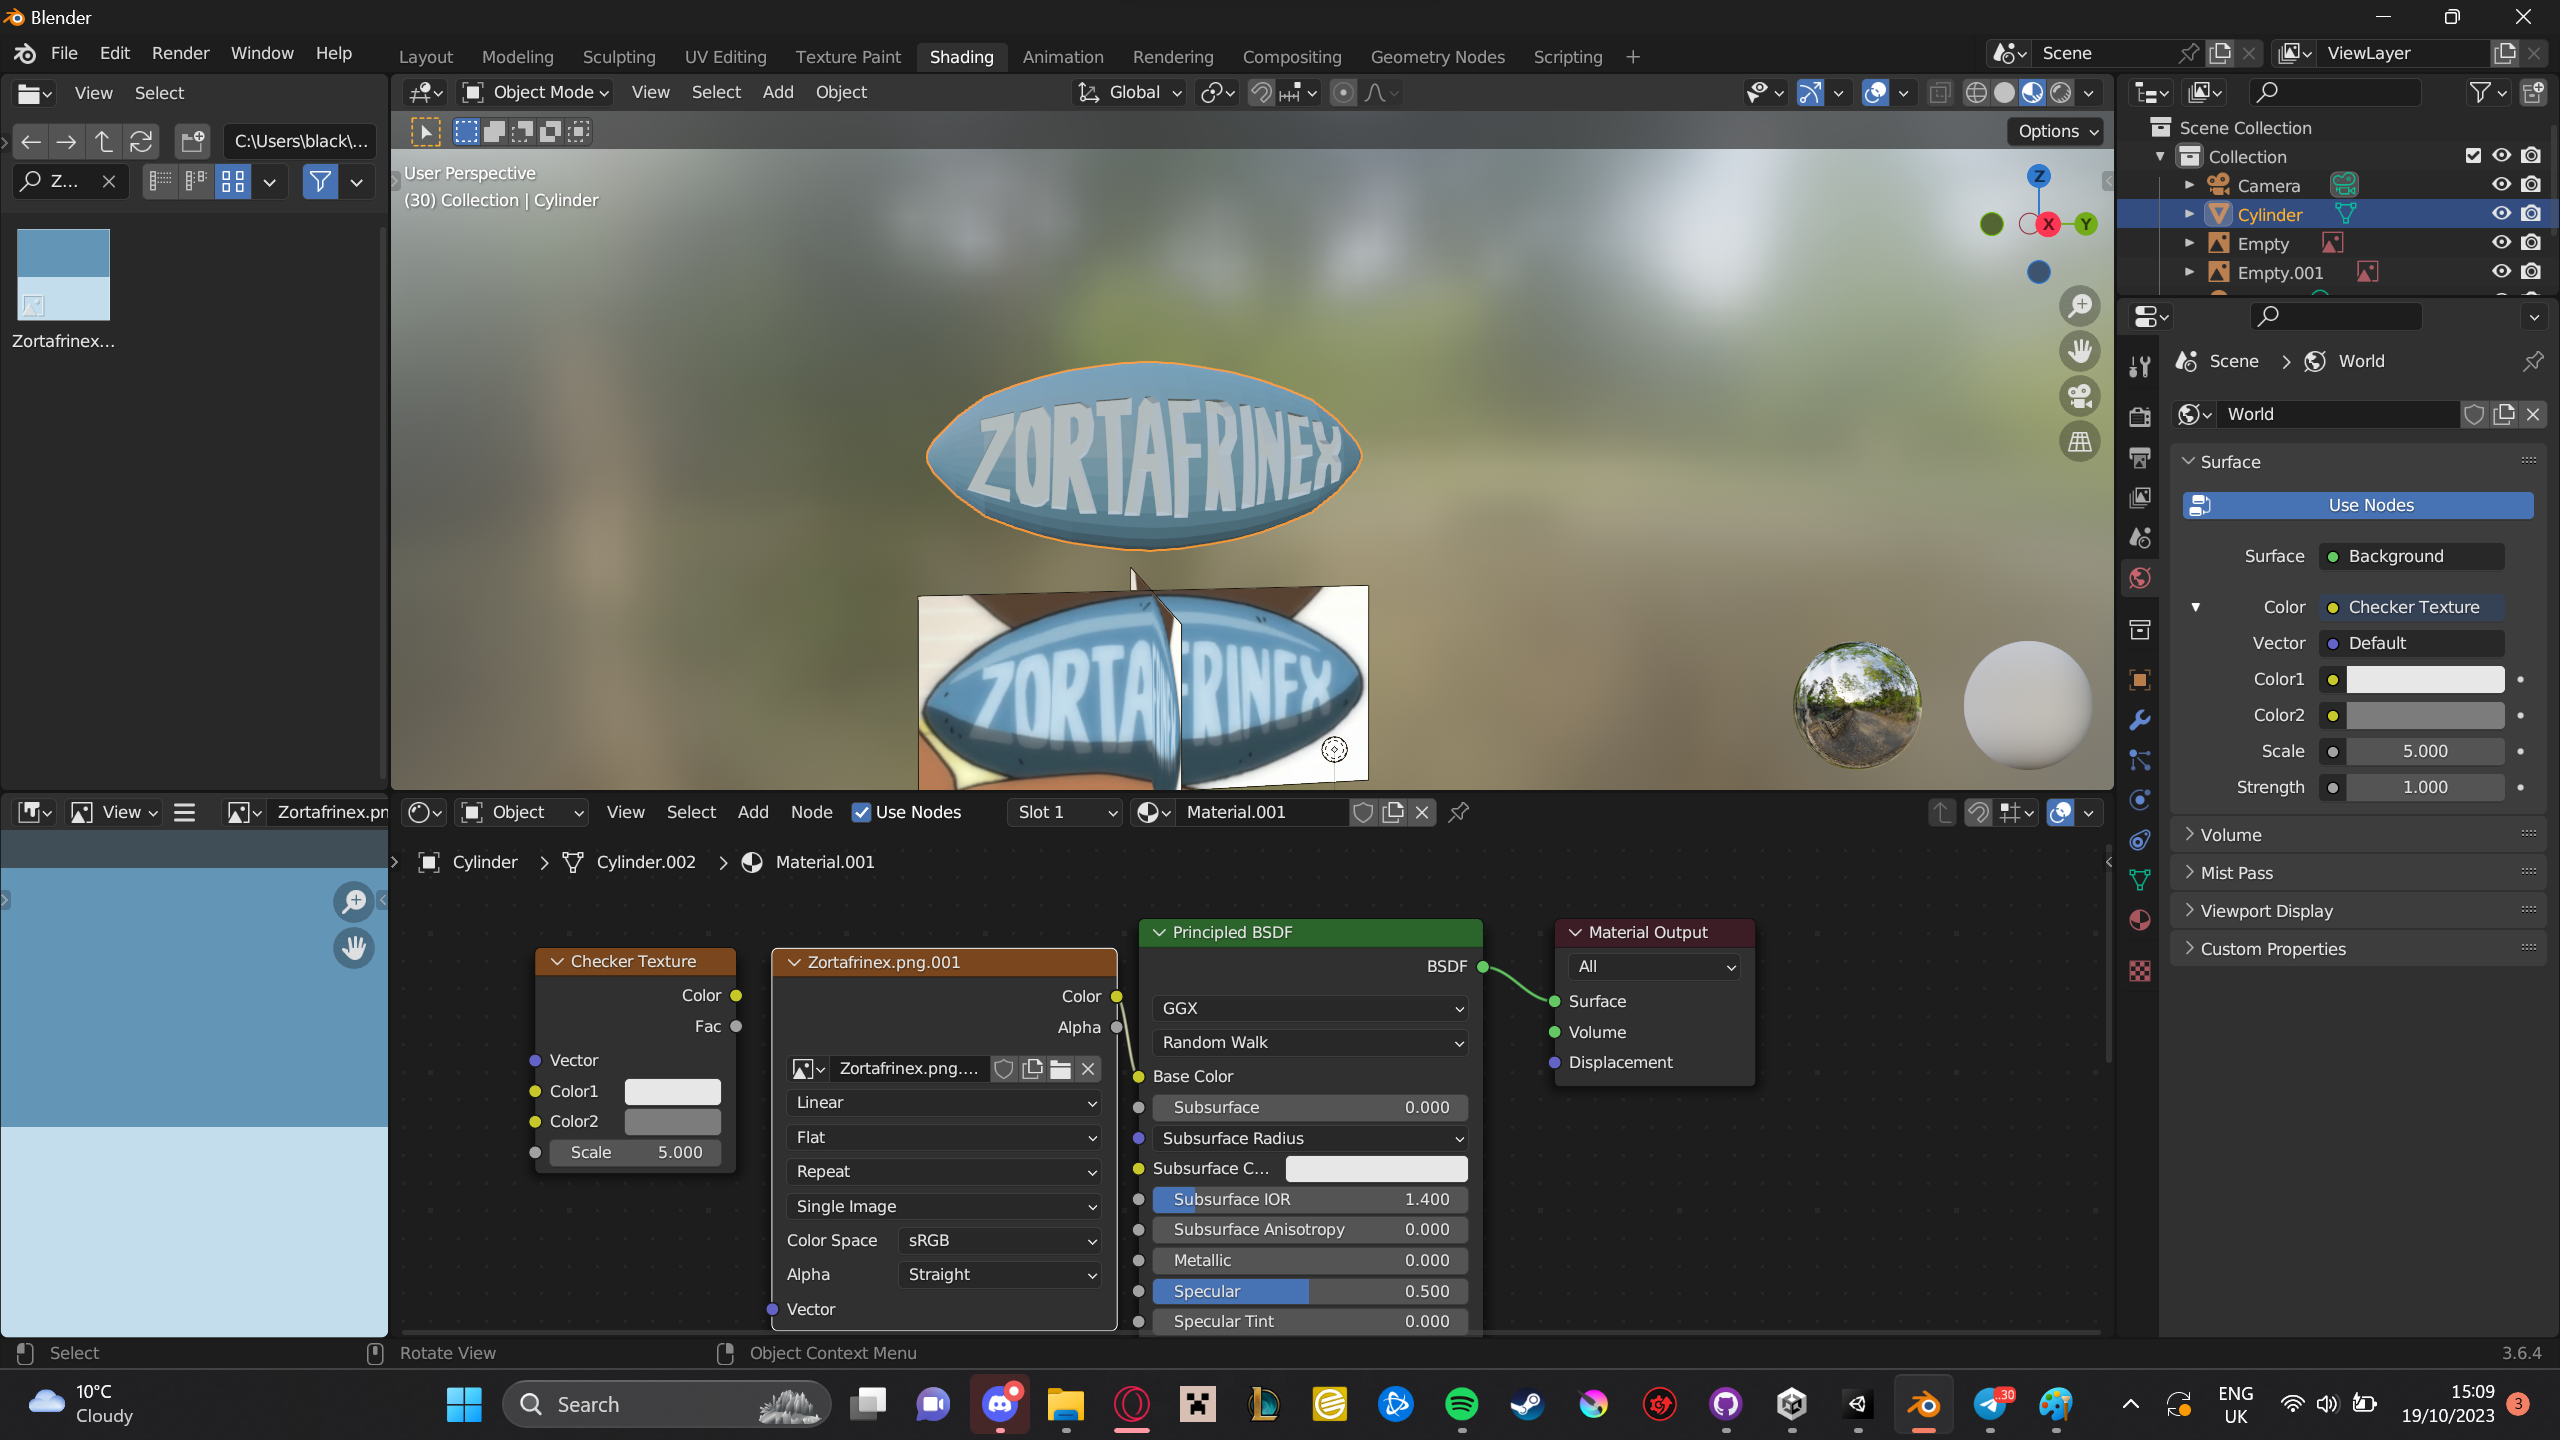 Blender
File Edit Render Window Help
Layout Modeling Sculpting UV Editing Texture Paint Shading Animation Rendering Compositing Geometry Nodes Scripting +
Scene
ViewLayer
View Select
Object Mode View Select Add Object
Global
C:\Users\black\...
Z...
Options
User Perspective
(30) Collection | Cylinder
Z
X
Y
Zortafrinex...
ZORTAFRINEX
ZORTAFRINEX
Scene Collection
Collection
Camera
Cylinder
Empty
Empty.001
Scene > World
World
Surface
Use Nodes
Surface Background
Color Checker Texture
Vector Default
Color1
Color2
Scale 5.000
Strength 1.000
Volume
Mist Pass
Viewport Display
Custom Properties
View
Zortafrinex.pn
Object View Select Add Node Use Nodes Slot 1 Material.001
Cylinder > Cylinder.002 > Material.001
Checker Texture
Color
Fac
Vector
Color1
Color2
Scale 5.000
Zortafrinex.png.001
Color
Alpha
Zortafrinex.png....
Linear
Flat
Repeat
Single Image
Color Space sRGB
Alpha Straight
Vector
Principled BSDF
BSDF
GGX
Random Walk
Base Color
Subsurface 0.000
Subsurface Radius
Subsurface C...
Subsurface IOR 1.400
Subsurface Anisotropy 0.000
Metallic 0.000
Specular 0.500
Specular Tint 0.000
Material Output
All
Surface
Volume
Displacement
Select
Rotate View
Object Context Menu
3.6.4
10°C
Cloudy
Search
..30
ENG
UK
15:09
19/10/2023
3